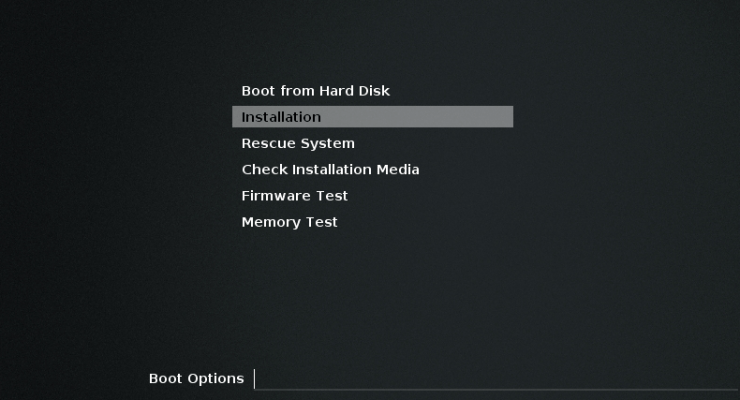 Boot from Hard Disk
Installation
Rescue System
Check Installation Media
Firmware Test
Memory Test
Boot Options